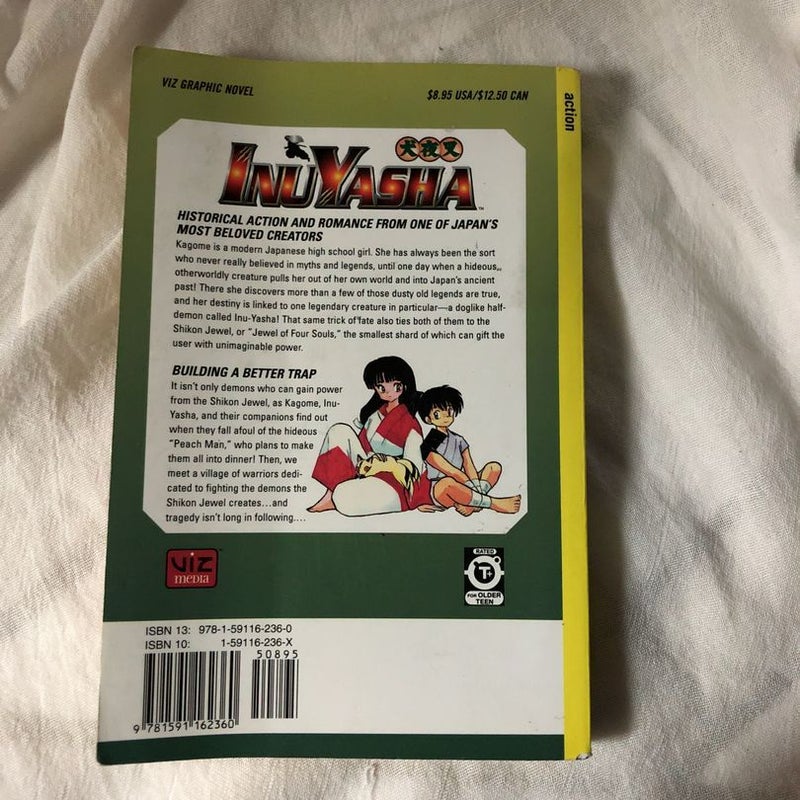 VIZ GRAPHIC NOVEL
$8.95 USA/$12.50 CAN
action
犬夜叉
INUYASHA™
HISTORICAL ACTION AND ROMANCE FROM ONE OF JAPAN'S
MOST BELOVED CREATORS
Kagome is a modern Japanese high school girl. She has always been the sort
who never really believed in myths and legends, until one day when a hideous,
otherworldly creature pulls her out of her own world and into Japan's ancient
past! There she discovers more than a few of those dusty old legends are true,
and her destiny is linked to one legendary creature in particular—a doglike half-
demon called Inu-Yasha! That same trick of fate also ties both of them to the
Shikon Jewel, or "Jewel of Four Souls," the smallest shard of which can gift the
user with unimaginable power.
BUILDING A BETTER TRAP
It isn't only demons who can gain power
from the Shikon Jewel, as Kagome, Inu-
Yasha, and their companions find out
when they fall afoul of the hideous
"Peach Man," who plans to make
them all into dinner! Then, we
meet a village of warriors dedi-
cated to fighting the demons the
Shikon Jewel creates...and
tragedy isn't long in following....
VIZ
MEDIA
RATED
T+
FOR OLDER
TEEN
ISBN 13: 978-1-59116-236-0
ISBN 10: 1-59116-236-X
50895
9 781591 162360